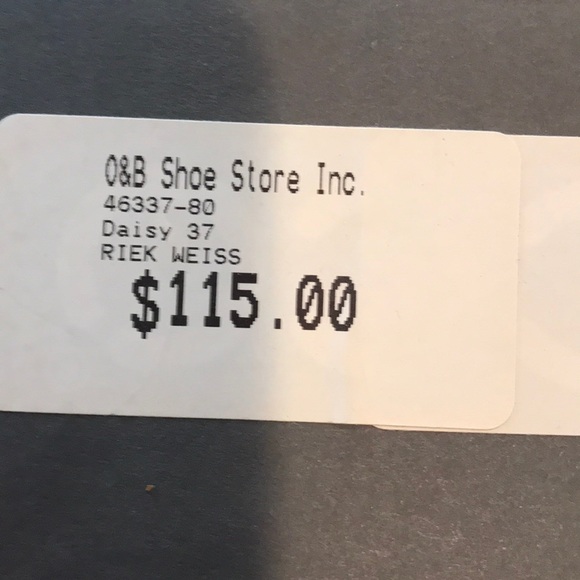 O&B Shoe Store Inc.
46337-80
Daisy 37
RIEK WEISS
$115.00